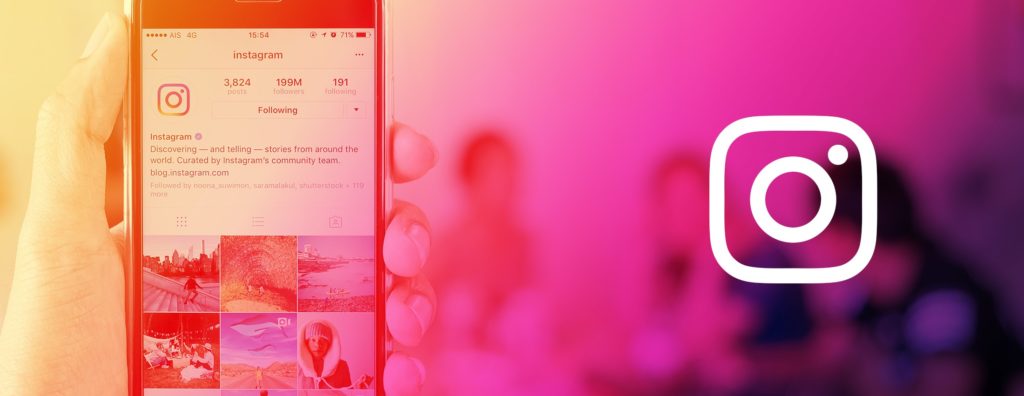 AIS 4G 15:54 71%
instagram
3,824 199M 191
posts followers following
Following
Instagram
Discovering — and telling — stories from around the
world. Curated by Instagram's community team.
blog.instagram.com
Followed by noona_suwimon, saramalakul, shutterstock + 119
more